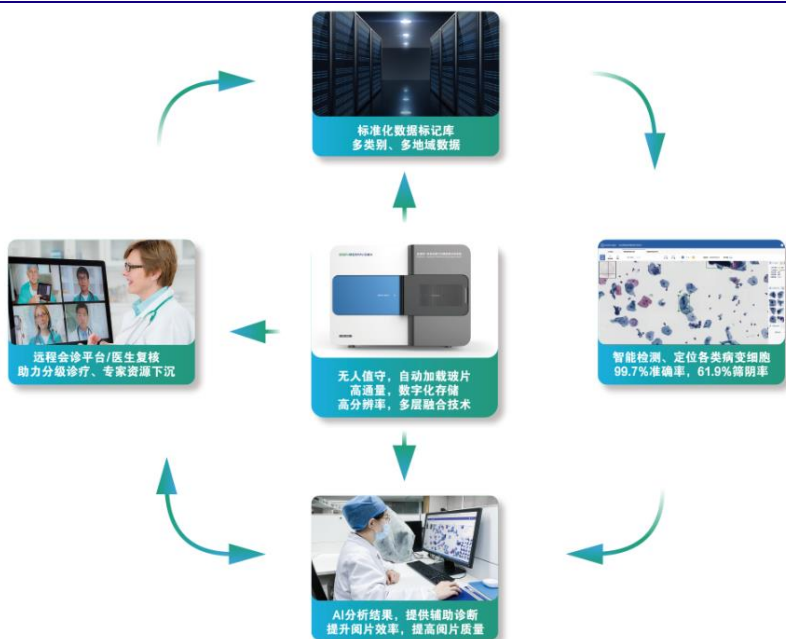 标准化数据标记库
多类别、多地域数据
远程会诊平台/医生复核
助力分级诊疗、专家资源下沉
无人值守，自动加载玻片
高通量，数字化存储
高分辨率，多层融合技术
智能检测、定位各类病变细胞
99.7%准确率，61.9%筛阴率
AI分析结果，提供辅助诊断
提升阅片效率，提高阅片质量